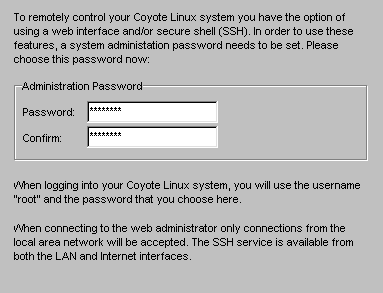 To remotely control your Coyote Linux system you have the option of
using a web interface and/or secure shell (SSH). In order to use these
features, a system administation password needs to be set. Please
choose this password now:
Administration Password
Password: ********
Confirm: ********
When logging into your Coyote Linux system, you will use the username
"root" and the password that you choose here.
When connecting to the web administrator only connections from the
local area network will be accepted. The SSH service is available from
both the LAN and Internet interfaces.